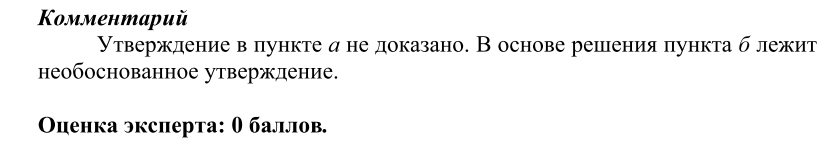 Комментарий
Утверждение в пункте а не доказано. В основе решения пункта б лежит
необоснованное утверждение.
Оценка эксперта: 0 баллов.